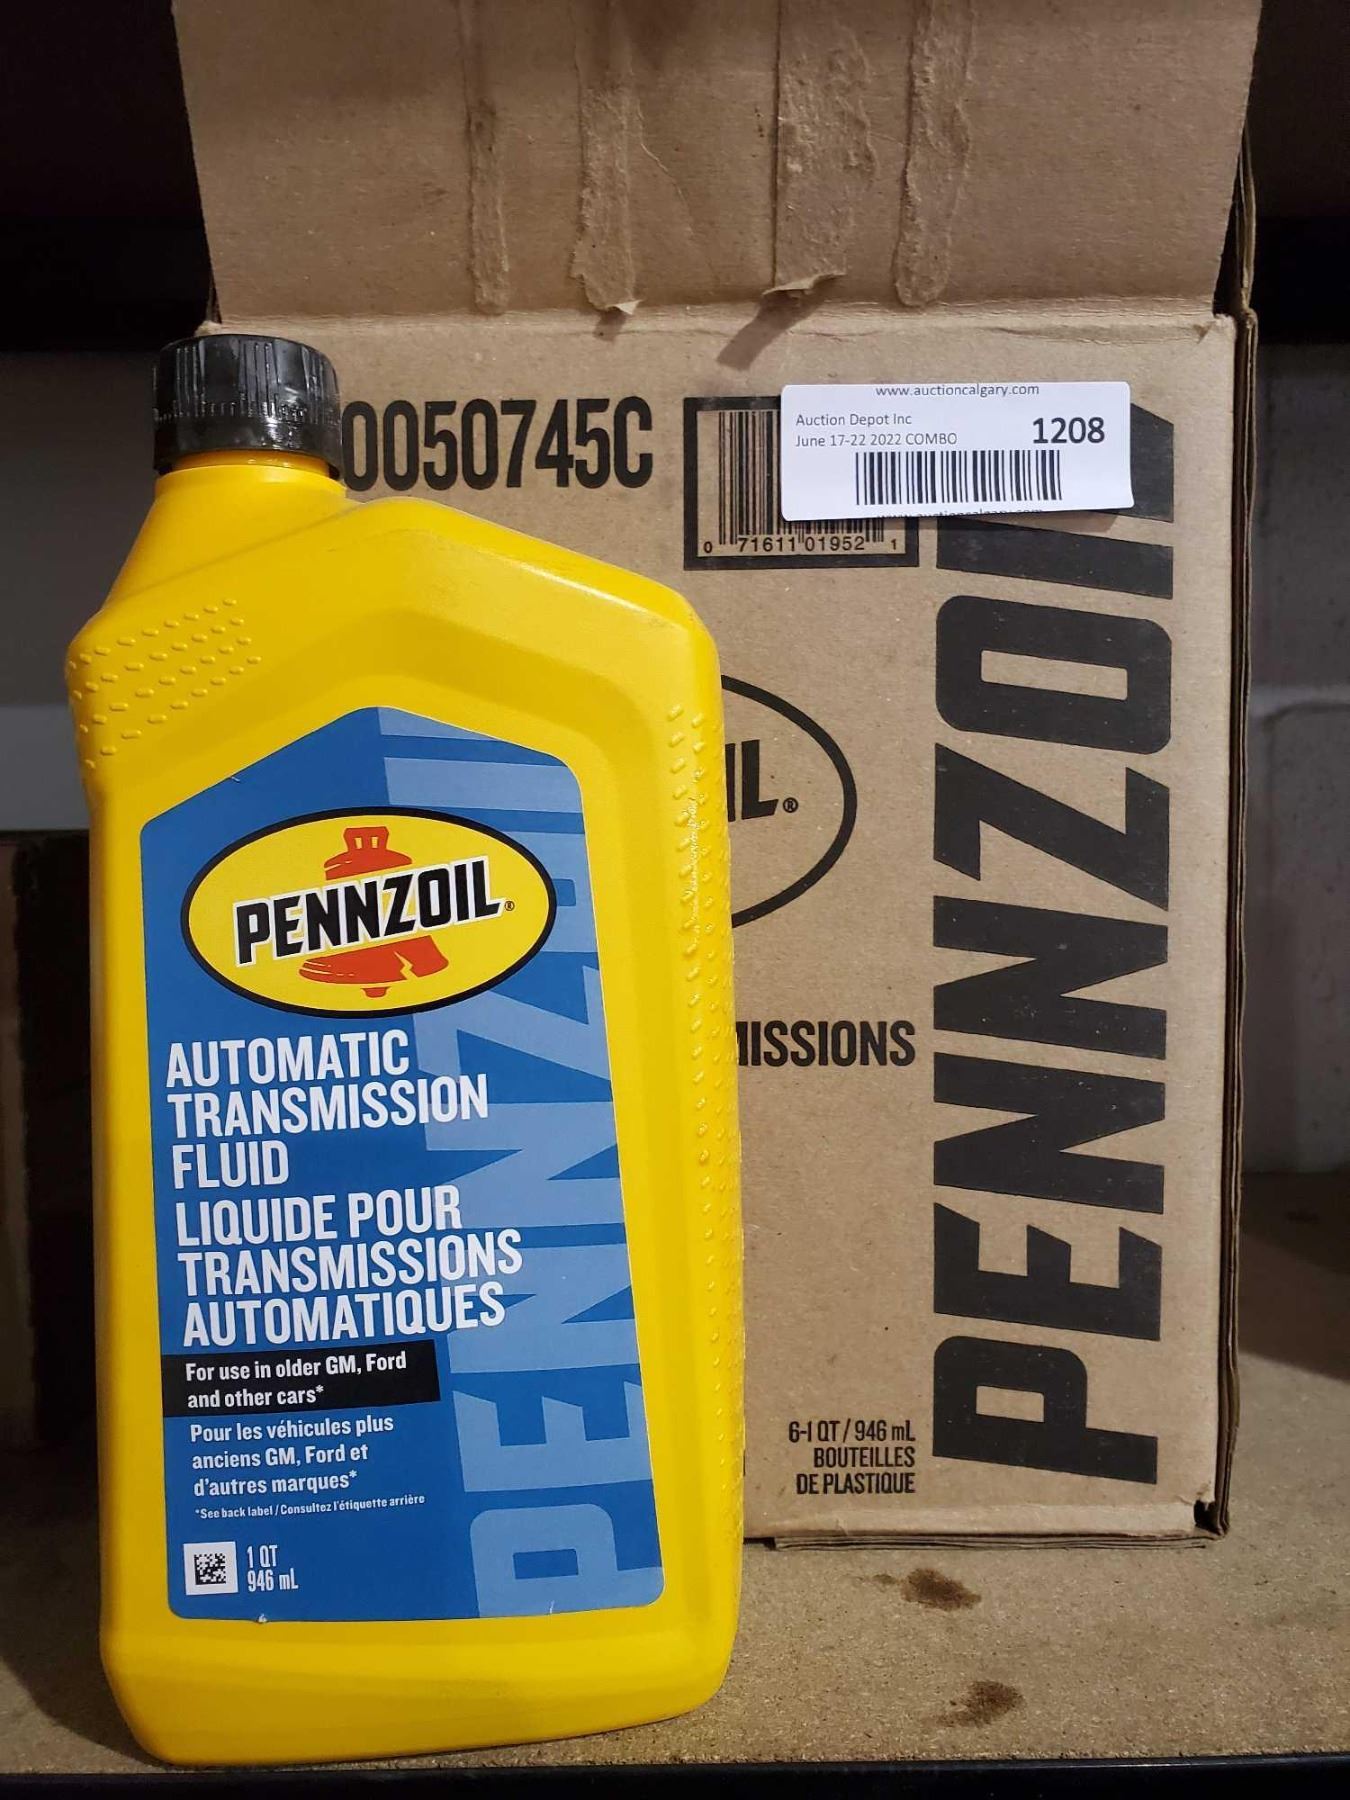 0050745C
www.auctioncalgary.com
Auction Depot Inc
June 17-22 2022 COMBO
1208
www.auctioncalgary.com
0 71611 01952 1
PENNZOIL
IL®
ISSIONS
6-1 QT / 946 mL
BOUTEILLES
DE PLASTIQUE
PENNZOIL®
PENNZOIL
AUTOMATIC
TRANSMISSION
FLUID
LIQUIDE POUR
TRANSMISSIONS
AUTOMATIQUES
For use in older GM, Ford
and other cars*
Pour les véhicules plus
anciens GM, Ford et
d'autres marques*
*See back label / Consultez l'étiquette arrière
1 QT
946 mL